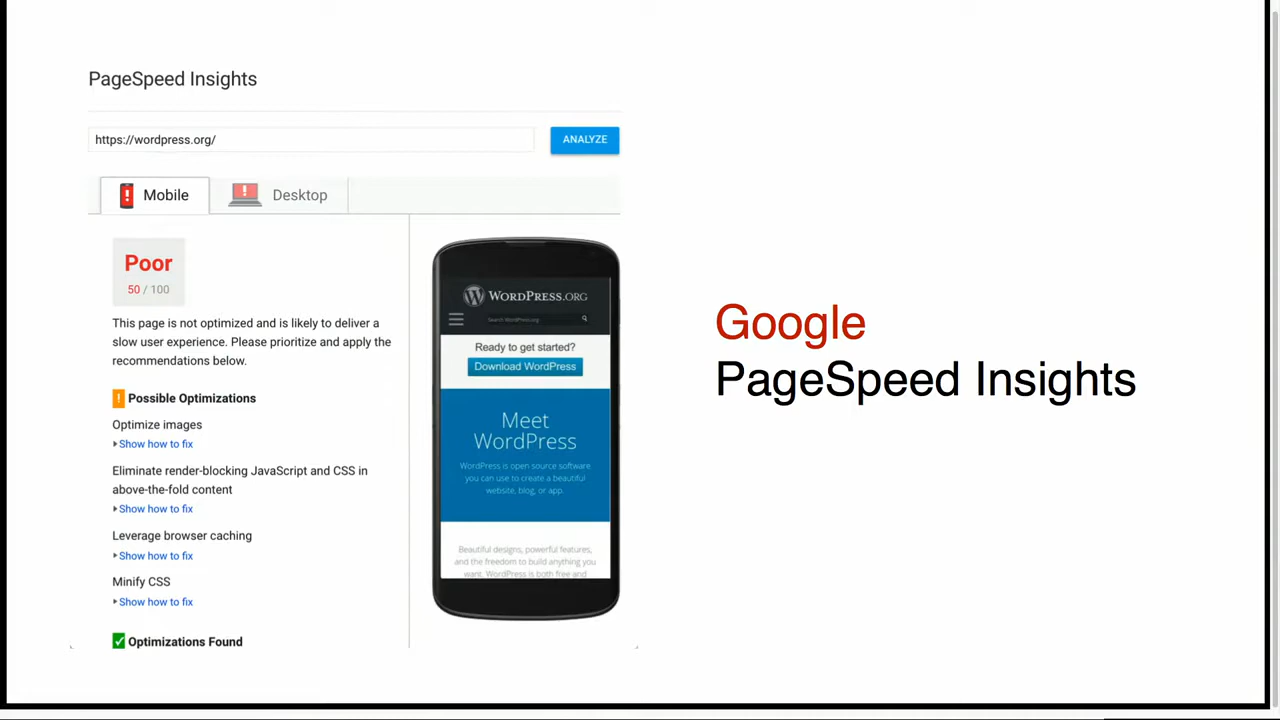 PageSpeed Insights
https://wordpress.org/
ANALYZE
Mobile
Desktop
Poor
50 / 100
This page is not optimized and is likely to deliver a
slow user experience. Please prioritize and apply the
recommendations below.
Possible Optimizations
Optimize images
Show how to fix
Eliminate render-blocking JavaScript and CSS in
above-the-fold content
Show how to fix
Leverage browser caching
Show how to fix
Minify CSS
Show how to fix
Optimizations Found
WORDPRESS.ORG
Search WordPress.org
Ready to get started?
Download WordPress
Meet
WordPress
WordPress is open source software
you can use to create a beautiful
website, blog, or app.
Beautiful designs, powerful features,
and the freedom to build anything you
want. WordPress is both free and
Google
PageSpeed Insights